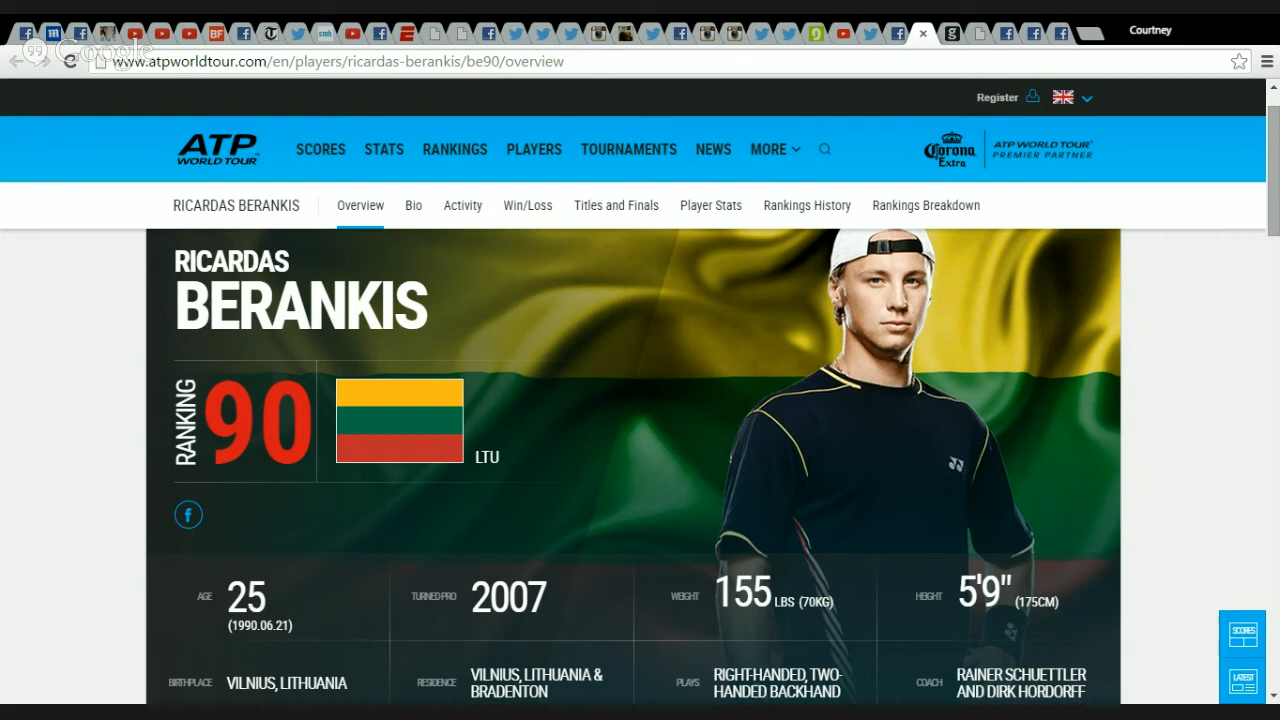 Courtney
Google
www.atpworldtour.com/en/players/ricardas-berankis/be90/overview
Register
ATP
WORLD TOUR
SCORES STATS RANKINGS PLAYERS TOURNAMENTS NEWS MORE
Corona
Extra
ATP WORLD TOUR
PREMIER PARTNER
RICARDAS BERANKIS Overview Bio Activity Win/Loss Titles and Finals Player Stats Rankings History Rankings Breakdown
RICARDAS
BERANKIS
RANKING 90
LTU
AGE 25
(1990.06.21)
TURNED PRO 2007
WEIGHT 155 LBS (70KG)
HEIGHT 5'9" (175CM)
BIRTHPLACE VILNIUS, LITHUANIA
RESIDENCE VILNIUS, LITHUANIA &
BRADENTON
PLAYS RIGHT-HANDED, TWO-
HANDED BACKHAND
COACH RAINER SCHUETTLER
AND DIRK HORDORFF
SCORES
LATEST